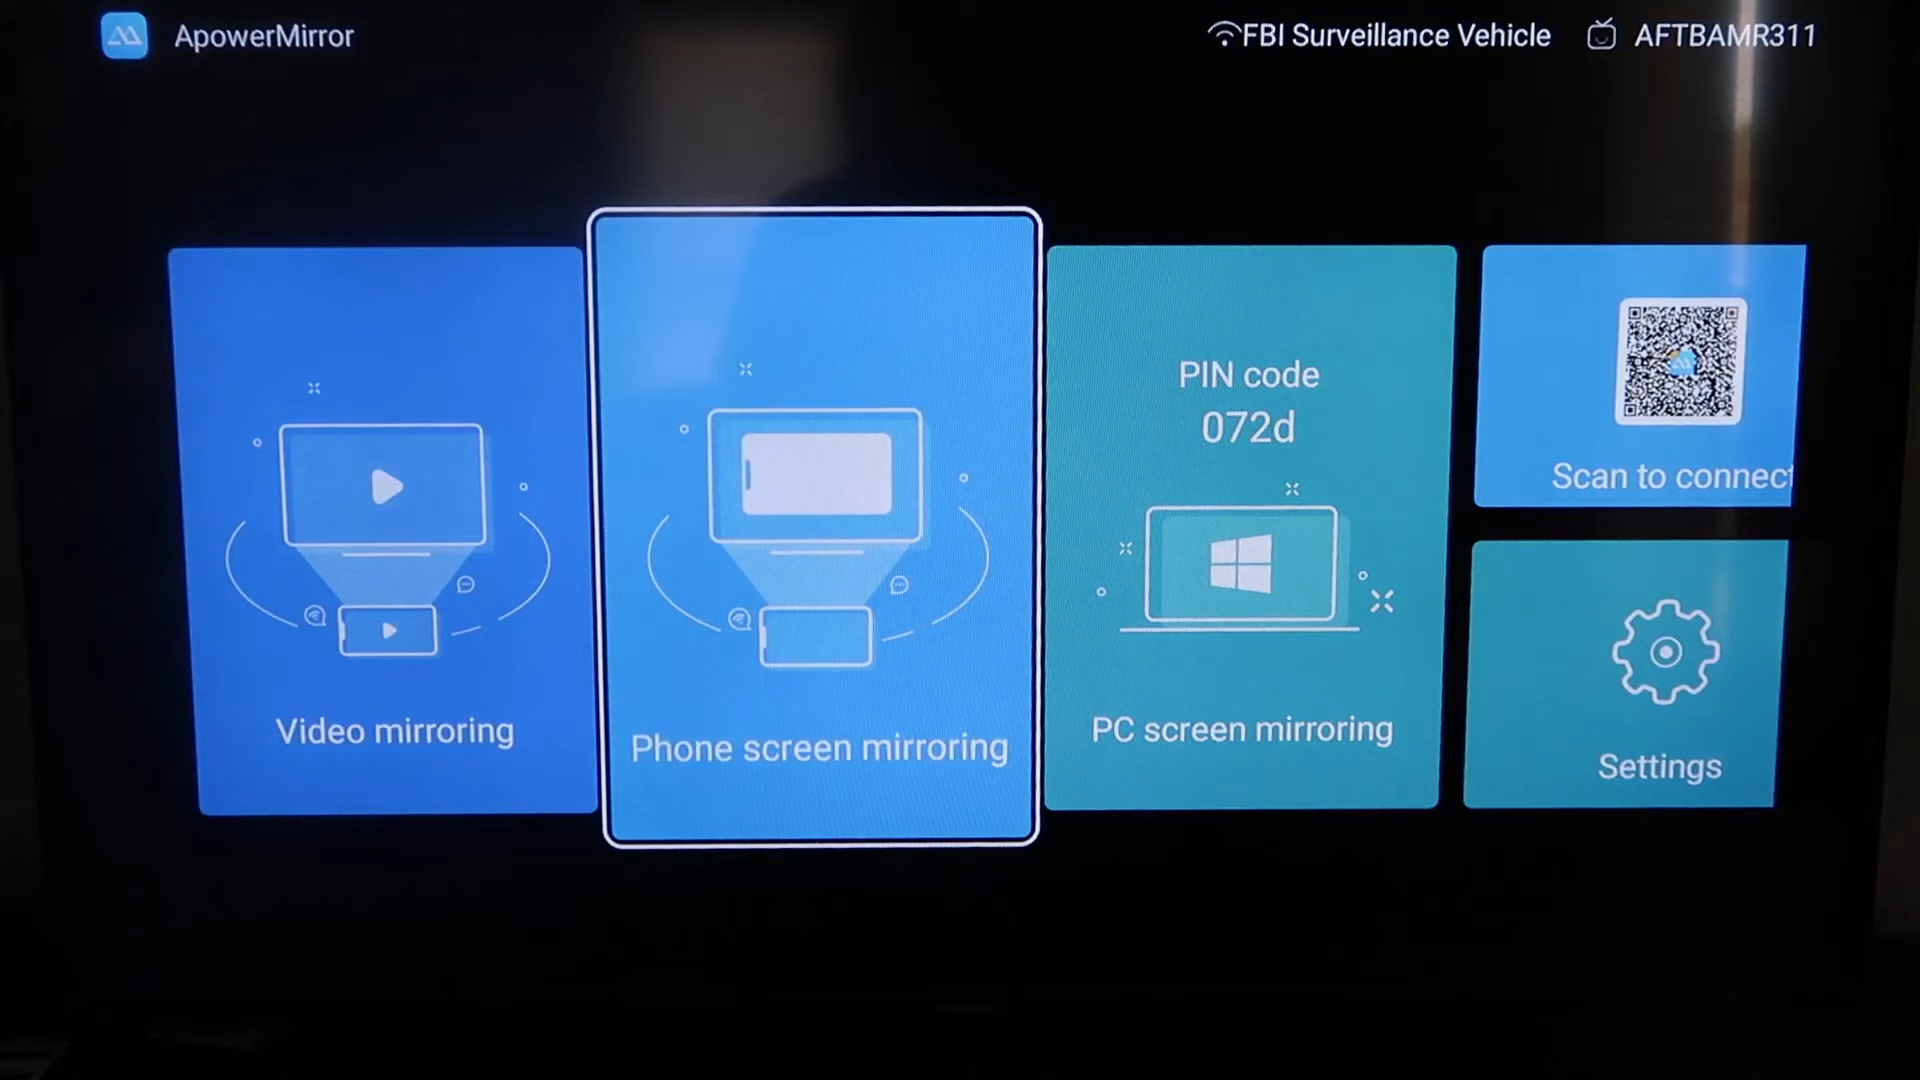 ApowerMirror
FBI Surveillance Vehicle
AFTBAMR311
Video mirroring
Phone screen mirroring
PIN code
072d
PC screen mirroring
Scan to connect
Settings